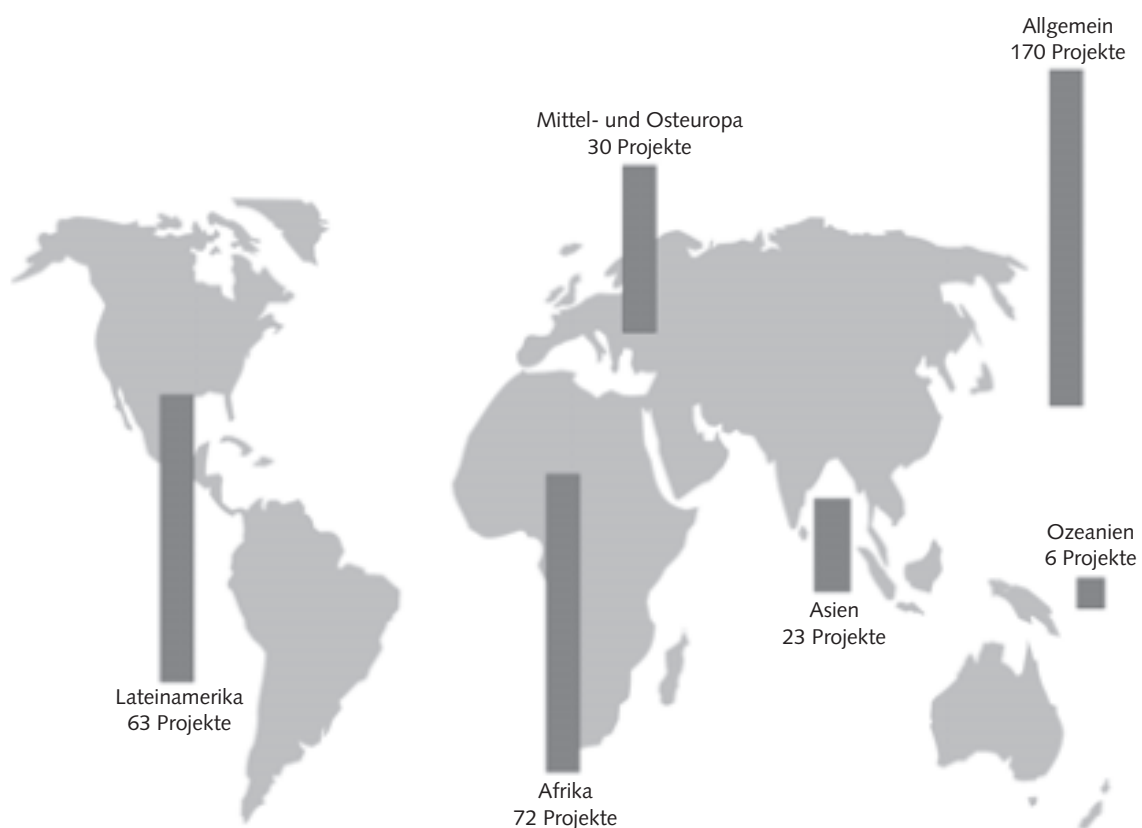 Allgemein
170 Projekte
Mittel- und Osteuropa
30 Projekte
Ozeanien
6 Projekte
Asien
23 Projekte
Lateinamerika
63 Projekte
Afrika
72 Projekte